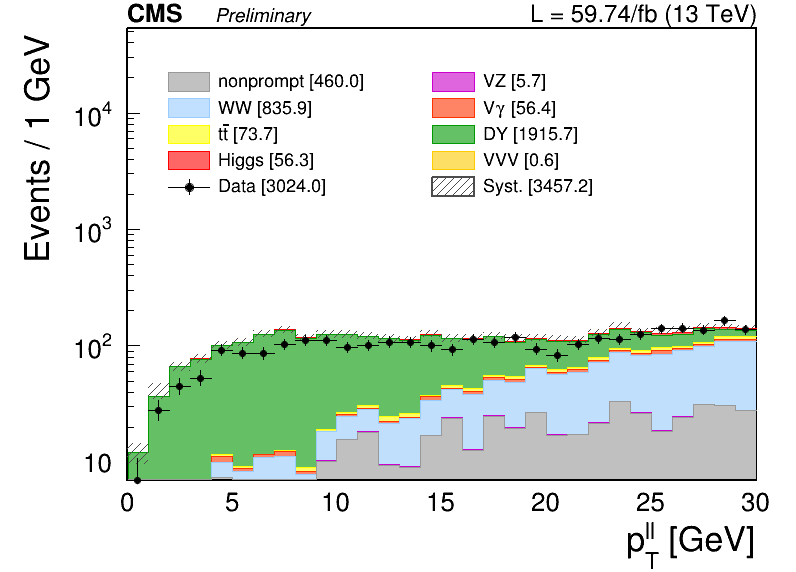 CMS Preliminary L = 59.74/fb (13 TeV)
Events / 1 GeV
nonprompt [460.0] VZ [5.7]
WW [835.9] Vγ [56.4]
tt̄ [73.7] DY [1915.7]
Higgs [56.3] VVV [0.6]
Data [3024.0] Syst. [3457.2]
10⁴
10³
10²
10
0 5 10 15 20 25 30
p_T^ll [GeV]